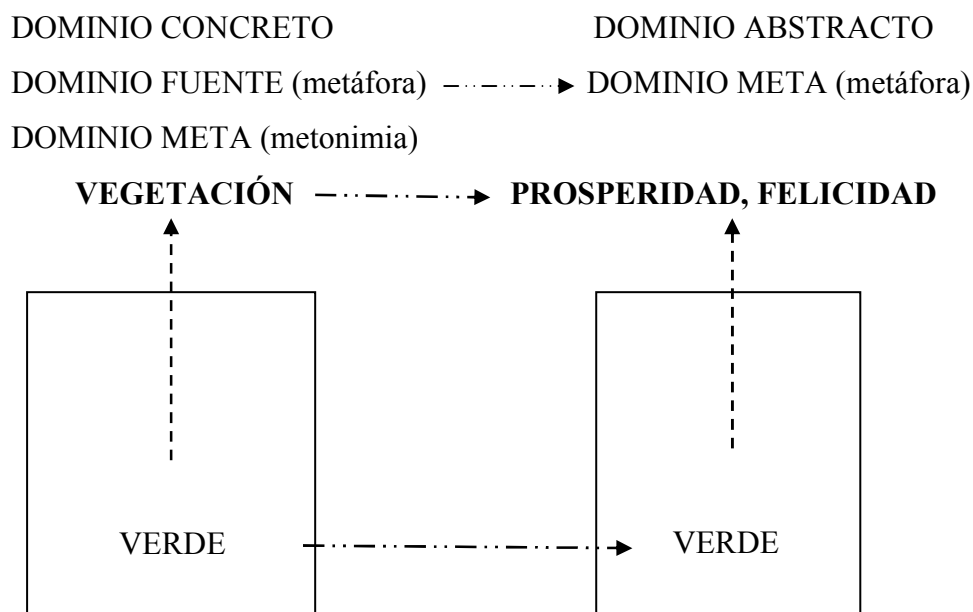 DOMINIO CONCRETO DOMINIO ABSTRACTO
DOMINIO FUENTE (metáfora) DOMINIO META (metáfora)
DOMINIO META (metonimia)
VEGETACIÓN PROSPERIDAD, FELICIDAD
VERDE VERDE